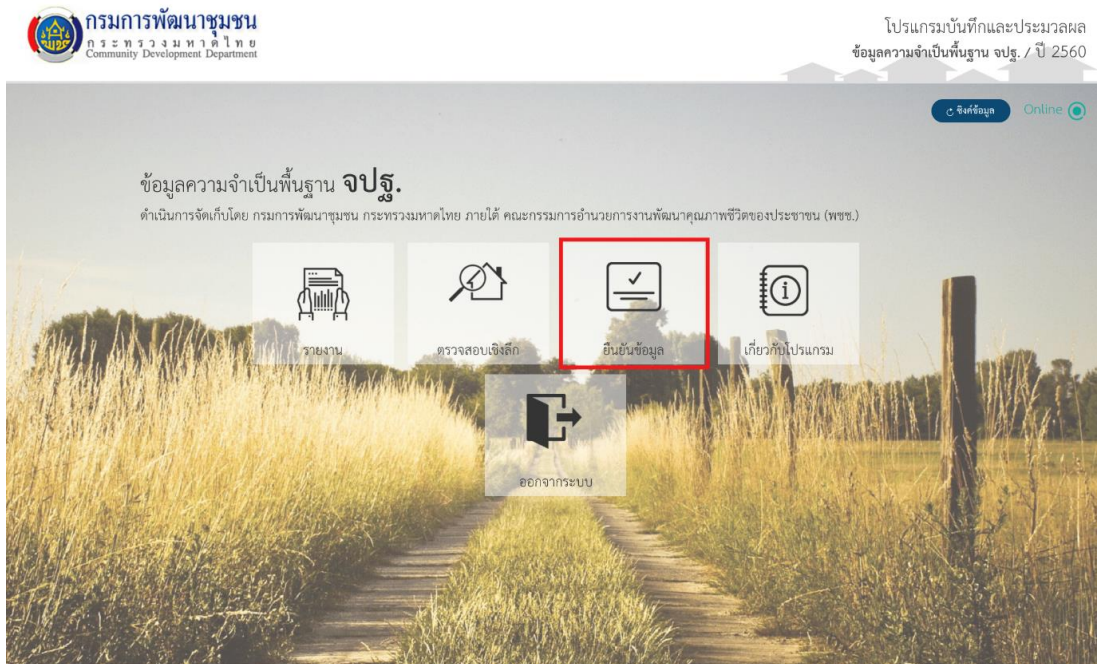 กรมการพัฒนาชุมชน
กระทรวงมหาดไทย
Community Development Department
โปรแกรมบันทึกและประมวลผล
ข้อมูลความจำเป็นพื้นฐาน จปฐ. / ปี 2560
ซิงค์ข้อมูล
Online
ข้อมูลความจำเป็นพื้นฐาน จปฐ.
ดำเนินการจัดเก็บโดย กรมการพัฒนาชุมชน กระทรวงมหาดไทย ภายใต้ คณะกรรมการอำนวยการงานพัฒนาคุณภาพชีวิตของประชาชน (พชช.)
รายงาน
ตรวจสอบเชิงลึก
ยืนยันข้อมูล
เกี่ยวกับโปรแกรม
ออกจากระบบ